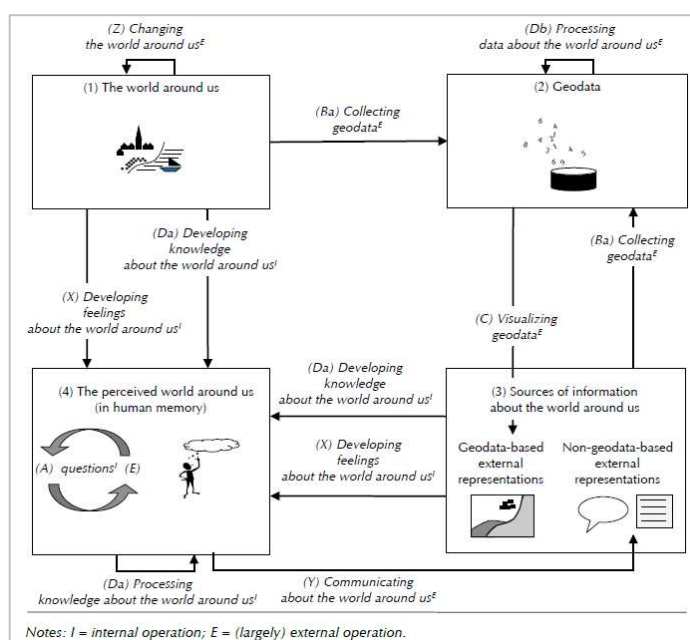 (Z) Changing
the world around usᴱ
(Db) Processing
data about the world around usᴱ
(1) The world around us
(2) Geodata
(Ba) Collecting
geodataᴱ
(Da) Developing
knowledge
about the world around usᴵ
(Ba) Collecting
geodataᴱ
(X) Developing
feelings
about the world around usᴵ
(C) Visualizing
geodataᴱ
(Da) Developing
knowledge
about the world around usᴵ
(4) The perceived world around us
(in human memory)
(3) Sources of information
about the world around us
(A) questionsᴵ (E)
(X) Developing
feelings
about the world around usᴵ
Geodata-based
external
representations
Non-geodata-based
external
representations
(Da) Processing
knowledge about the world around usᴵ
(Y) Communicating
about the world around usᴱ
Notes: I = internal operation; E = (largely) external operation.